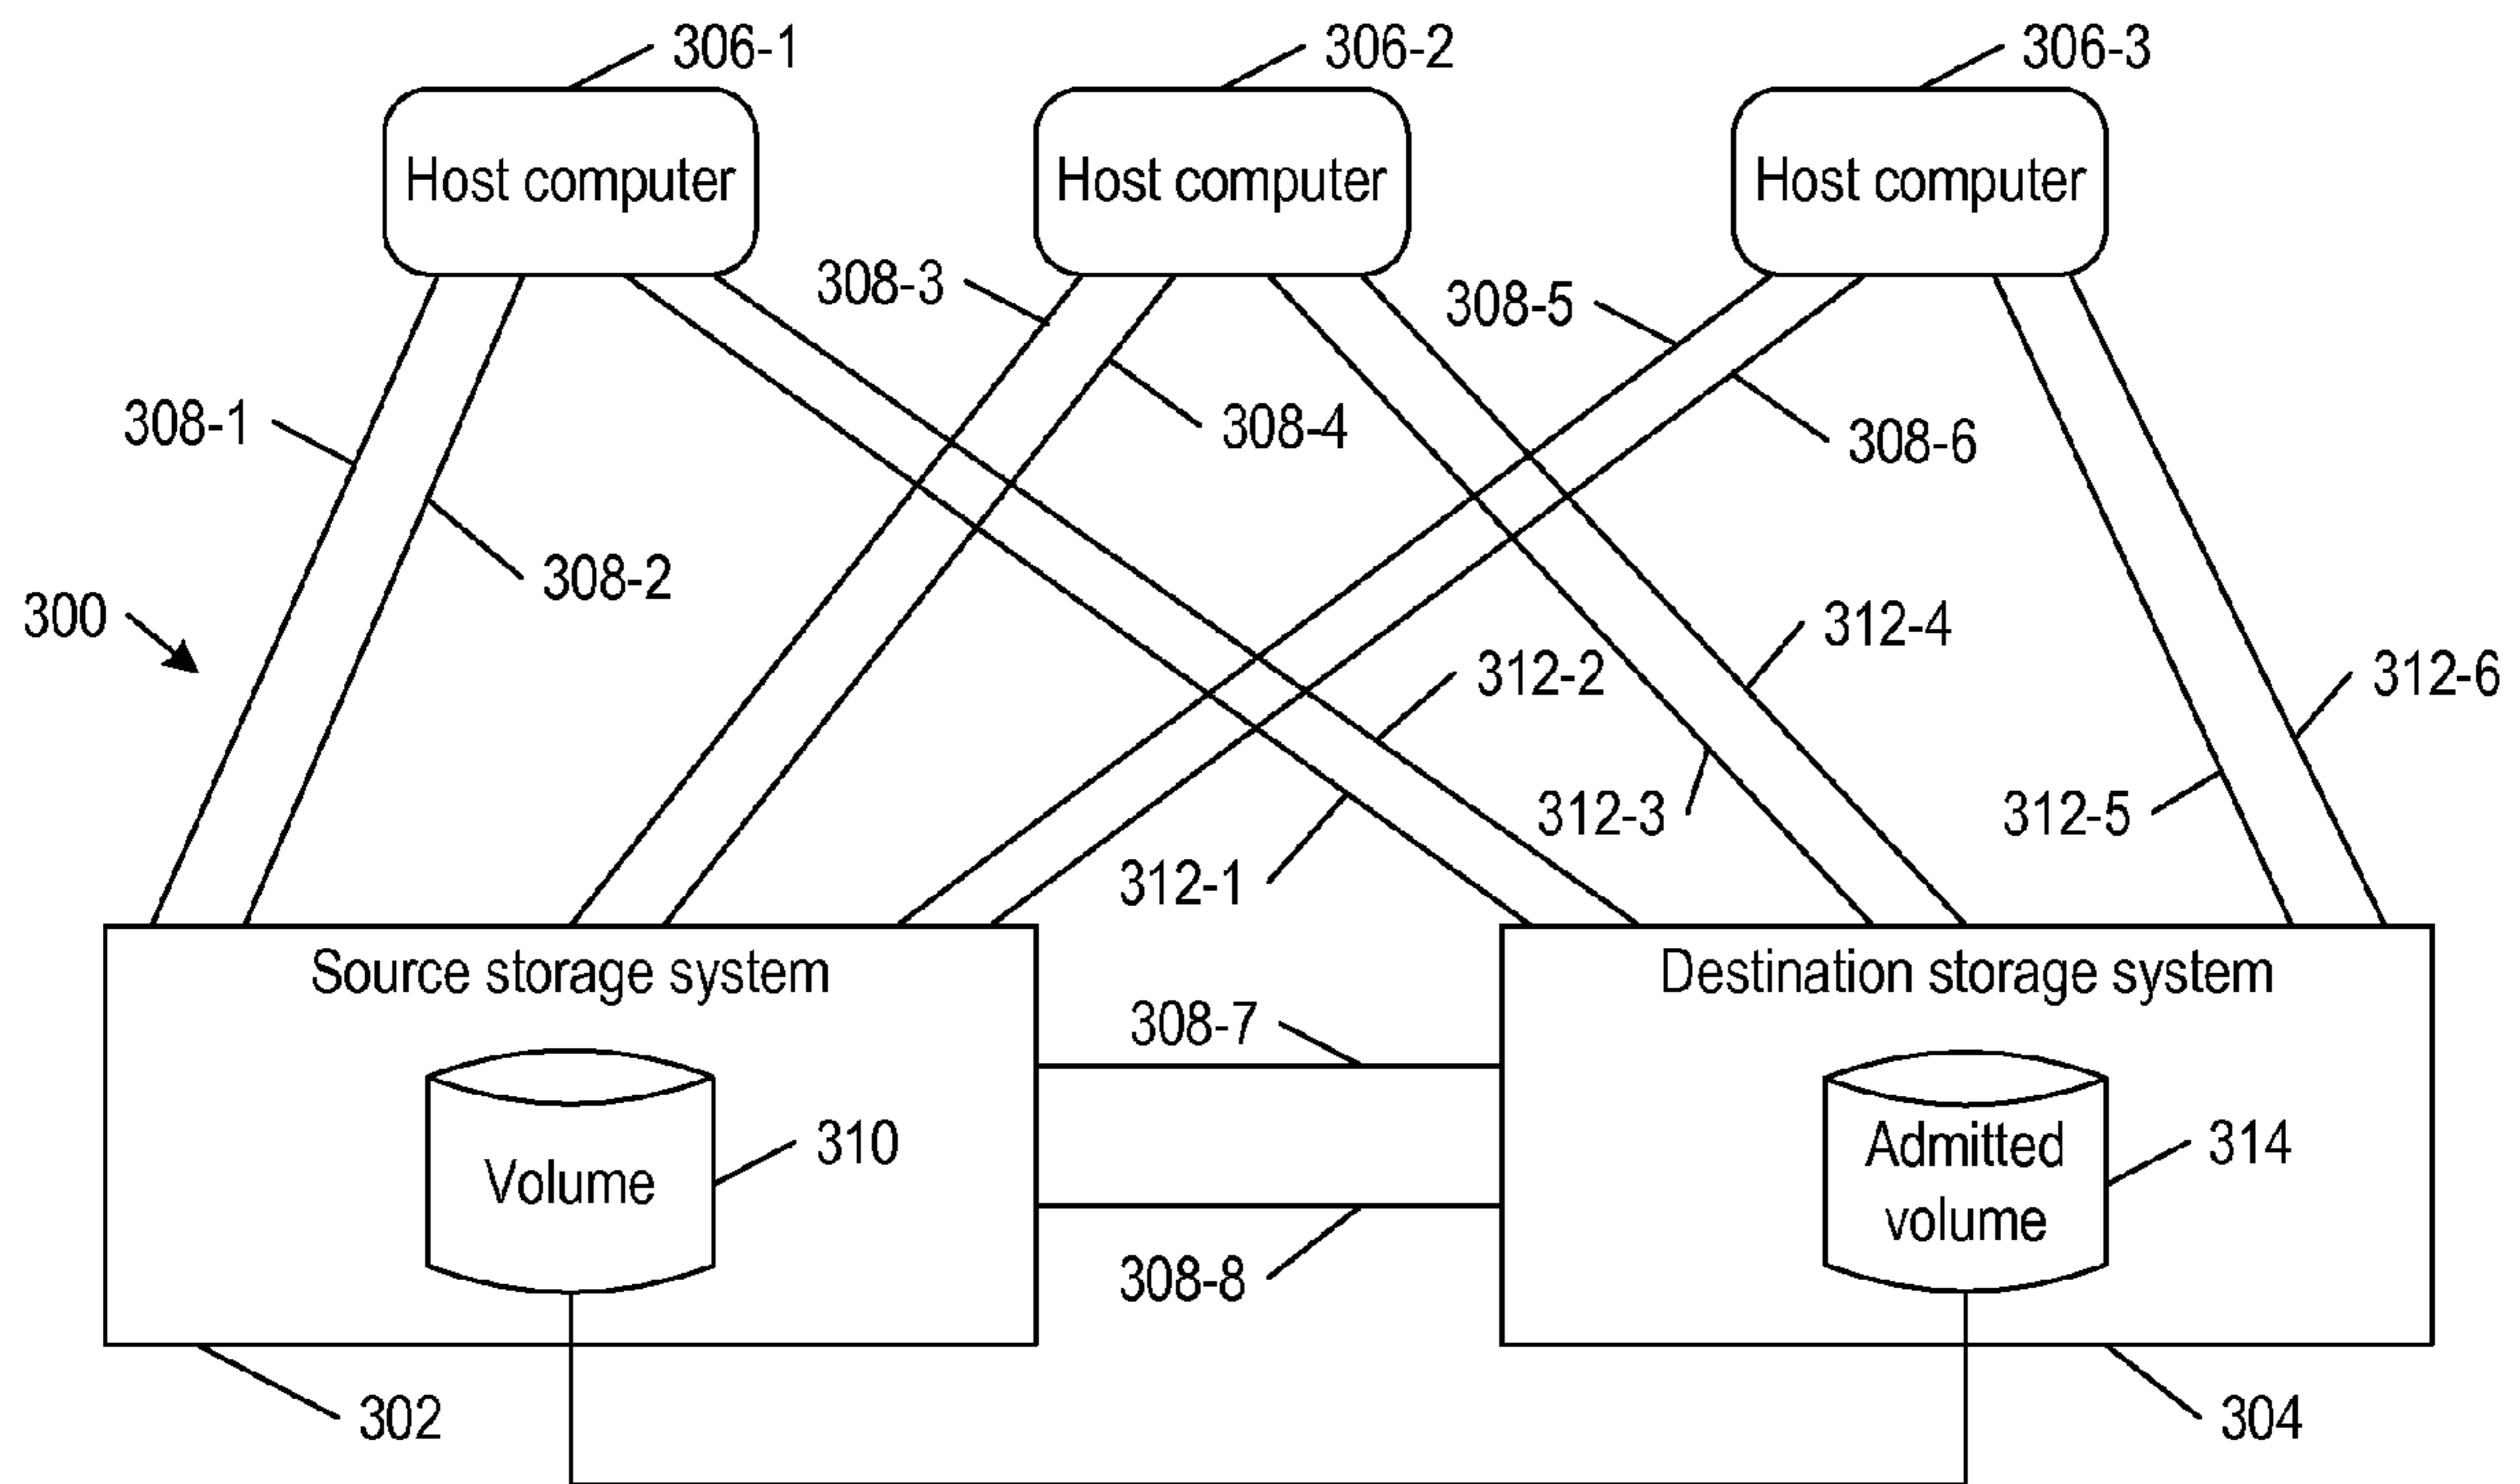 306-1
306-2
306-3
Host computer
Host computer
Host computer
308-3
308-5
308-1
308-4
308-6
308-2
300
312-4
312-2
312-6
312-3
312-5
312-1
Source storage system
Destination storage system
308-7
310
Admitted
314
Volume
volume
308-8
302
304